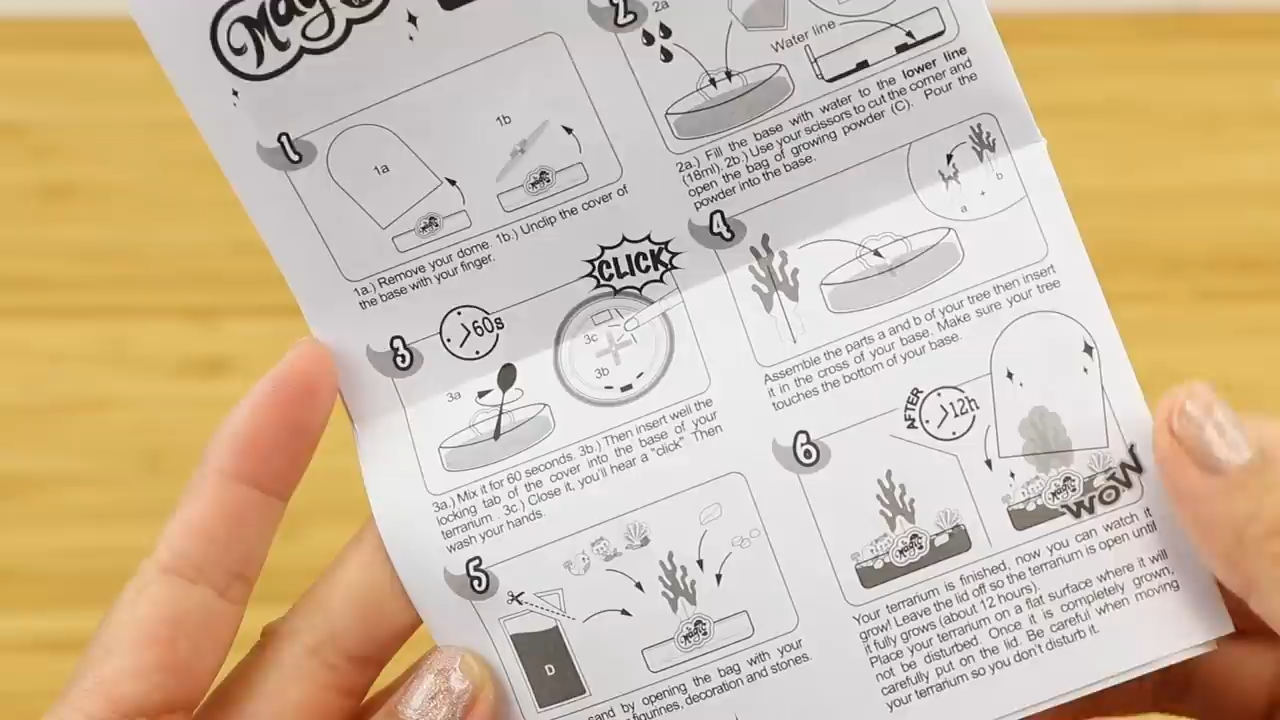 Magic
1
1a
1b
1a.) Remove your dome. 1b.) Unclip the cover of
the base with your finger.
2
2a
Water line
2a.) Fill the base with water to the lower line
(18ml). 2b.) Use your scissors to cut the corner and
open the bag of growing powder (C). Pour the
powder into the base.
3
60s
CLICK
3a
3c
3b
3a.) Mix it for 60 seconds. 3b.) Then insert well the
locking tab of the cover into the base of your
terrarium . 3c.) Close it, you'll hear a "click" Then
wash your hands.
4
a
b
Assemble the parts a and b of your tree then insert
it in the cross of your base. Make sure your tree
touches the bottom of your base.
5
D
Magic
sand by opening the bag with your
figurines, decoration and stones.
6
AFTER
12h
Magic
Magic
WOW
Your terrarium is finished, now you can watch it
grow! Leave the lid off so the terrarium is open until
it fully grows (about 12 hours).
Place your terrarium on a flat surface where it will
not be disturbed. Once it is completely grown,
carefully put on the lid. Be careful when moving
your terrarium so you don't disturb it.